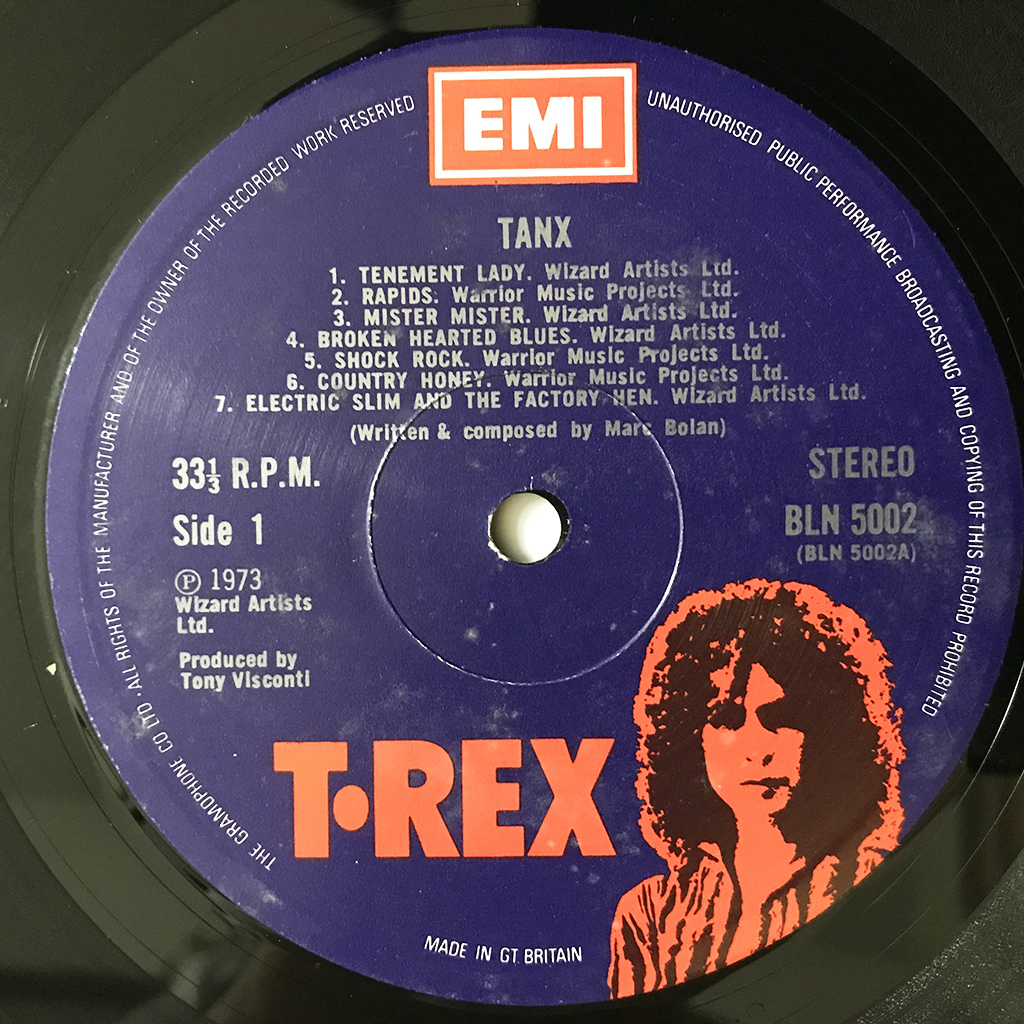 EMI
THE GRAMOPHONE CO LTD · ALL RIGHTS OF THE MANUFACTURER AND OF THE OWNER OF THE RECORDED WORK RESERVED
UNAUTHORISED PUBLIC PERFORMANCE BROADCASTING AND COPYING OF THIS RECORD PROHIBITED
TANX
1. TENEMENT LADY. Wizard Artists Ltd.
2. RAPIDS. Warrior Music Projects Ltd.
3. MISTER MISTER. Wizard Artists Ltd.
4. BROKEN HEARTED BLUES. Wizard Artists Ltd.
5. SHOCK ROCK. Warrior Music Projects Ltd.
6. COUNTRY HONEY. Warrior Music Projects Ltd.
7. ELECTRIC SLIM AND THE FACTORY HEN. Wizard Artists Ltd.
(Written & composed by Marc Bolan)
33⅓ R.P.M.
Side 1
℗ 1973
Wizard Artists
Ltd.
Produced by
Tony Visconti
STEREO
BLN 5002
(BLN 5002A)
T·REX
MADE IN GT. BRITAIN